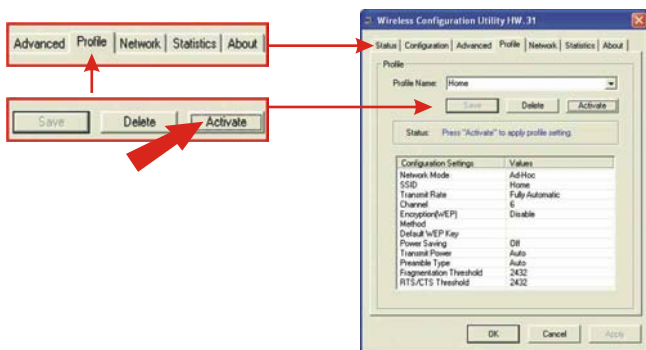 Advanced Profile Network Statistics About
Save Delete Activate
Wireless Configuration Utility HW.31
Status Configuration Advanced Profile Network Statistics About
Profile
Profile Name: Home
Save Delete Activate
Status: Press "Activate" to apply profile setting.
Configuration Settings Values
Network Mode Ad-Hoc
SSID Home
Transmit Rate Fully Automatic
Channel 6
Encryption(WEP) Disable
Method
Default WEP Key
Power Saving Off
Transmit Power Auto
Preamble Type Auto
Fragmentation Threshold 2432
RTS/CTS Threshold 2432
OK Cancel Apply